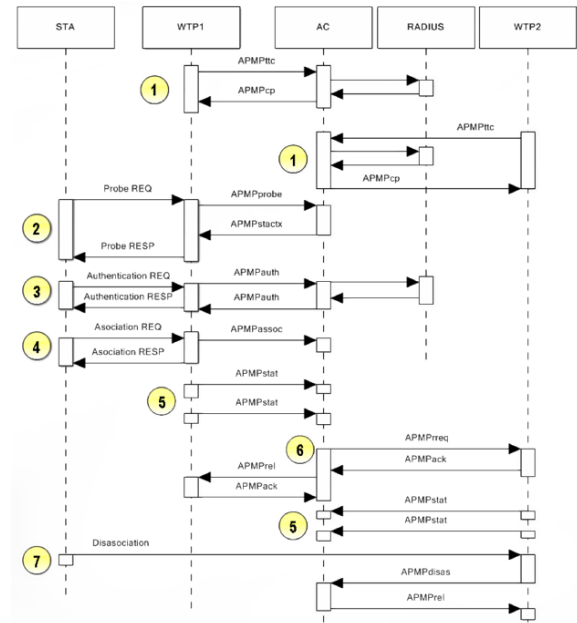 STA WTP1 AC RADIUS WTP2
APMPttc
1 APMPcp
APMPttc
1
APMPcp
Probe REQ APMPprobe
2 APMPstactx
Probe RESP
Authentication REQ APMPauth
3 Authentication RESP APMPauth
Asociation REQ APMPassoc
4 Asociation RESP
APMPstat
5 APMPstat
APMPrreq
6
APMPrel APMPack
APMPack
APMPstat
5 APMPstat
Disasociation
7
APMPdisas
APMPrel